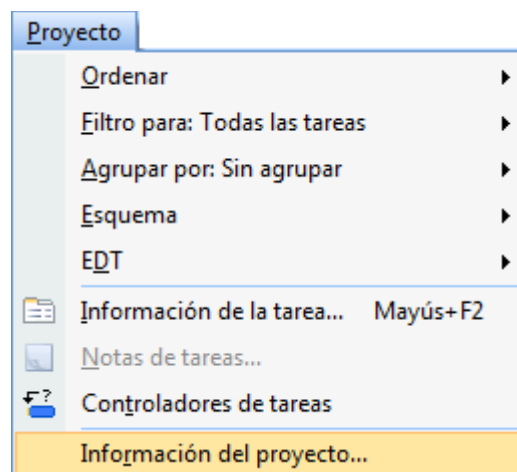 Proyecto
Ordenar
Filtro para: Todas las tareas
Agrupar por: Sin agrupar
Esquema
EDT
Información de la tarea... Mayús+F2
Notas de tareas...
Controladores de tareas
Información del proyecto...